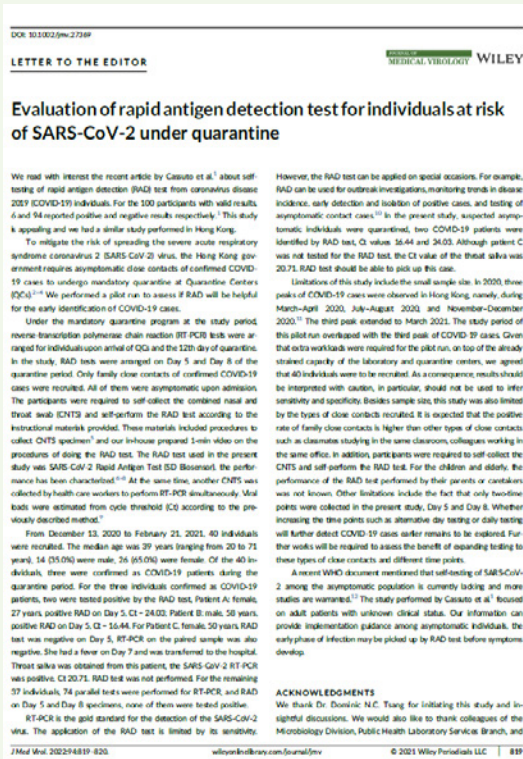 DOI: 10.1002/jmv.27369
LETTER TO THE EDITOR
JOURNAL OF
MEDICAL VIROLOGY WILEY
Evaluation of rapid antigen detection test for individuals at risk
of SARS-CoV-2 under quarantine
We read with interest the recent article by Cassuto et al.1 about self-
testing of rapid antigen detection (RAD) test from coronavirus disease
2019 (COVID-19) individuals. For the 100 participants with valid results,
6 and 94 reported positive and negative results respectively.1 This study
is appealing and we had a similar study performed in Hong Kong.
To mitigate the risk of spreading the severe acute respiratory
syndrome coronavirus 2 (SARS-CoV-2) virus, the Hong Kong gov-
ernment requires asymptomatic close contacts of confirmed COVID-
19 cases to undergo mandatory quarantine at Quarantine Centers
(QCs).2–4 We performed a pilot run to assess if RAD will be helpful
for the early identification of COVID-19 cases.
Under the mandatory quarantine program at the study period,
reverse-transcription polymerase chain reaction (RT-PCR) tests were ar-
ranged for individuals upon arrival of QCs and the 12th day of quarantine.
In the study, RAD tests were arranged on Day 5 and Day 8 of the
quarantine period. Only family close contacts of confirmed COVID-19
cases were recruited. All of them were asymptomatic upon admission.
The participants were required to self-collect the combined nasal and
throat swab (CNTS) and self-perform the RAD test according to the
instructional materials provided. These materials included procedures to
collect CNTS specimen5 and our in-house prepared 1-min video on the
procedures of doing the RAD test. The RAD test used in the present
study was SARS-CoV-2 Rapid Antigen Test (SD Biosensor), the perfor-
mance has been characterized.6–8 At the same time, another CNTS was
collected by health care workers to perform RT-PCR simultaneously. Viral
loads were estimated from cycle threshold (Ct) according to the pre-
viously described method.9
From December 13, 2020 to February 21, 2021, 40 individuals
were recruited. The median age was 39 years (ranging from 20 to 71
years), 14 (35.0%) were male, 26 (65.0%) were female. Of the 40 in-
dividuals, three were confirmed as COVID-19 patients during the
quarantine period. For the three individuals confirmed as COVID-19
patients, two were tested positive by the RAD test, Patient A: female,
27 years, positive RAD on Day 5, Ct = 24.03; Patient B: male, 58 years,
positive RAD on Day 5, Ct = 16.44. For Patient C, female, 50 years, RAD
test was negative on Day 5, RT-PCR on the paired sample was also
negative. She had a fever on Day 7 and was transferred to the hospital.
Throat saliva was obtained from this patient, the SARS-CoV-2 RT-PCR
was positive, Ct 20.71. RAD test was not performed. For the remaining
37 individuals, 74 parallel tests were performed for RT-PCR, and RAD
on Day 5 and Day 8 specimens, none of them were tested positive.
RT-PCR is the gold standard for the detection of the SARS-CoV-2
virus. The application of the RAD test is limited by its sensitivity.
However, the RAD test can be applied on special occasions. For example,
RAD can be used for outbreak investigations, monitoring trends in disease
incidence, early detection and isolation of positive cases, and testing of
asymptomatic contact cases.10 In the present study, suspected asymp-
tomatic individuals were quarantined, two COVID-19 patients were
identified by RAD test, Ct values 16.44 and 24.03. Although patient C
was not tested for the RAD test, the Ct value of the throat saliva was
20.71. RAD test should be able to pick up this case.
Limitations of this study include the small sample size. In 2020, three
peaks of COVID-19 cases were observed in Hong Kong, namely, during
March–April 2020, July–August 2020, and November–December
2020.11 The third peak extended to March 2021. The study period of
this pilot run overlapped with the third peak of COVID-19 cases. Given
that extra workloads were required for the pilot run, on top of the already
strained capacity of the laboratory and quarantine centers, we agreed
that 40 individuals were to be recruited. As a consequence, results should
be interpreted with caution, in particular, should not be used to infer
sensitivity and specificity. Besides sample size, this study was also limited
by the types of close contacts recruited. It is expected that the positive
rate of family close contacts is higher than other types of close contacts
such as classmates studying in the same classroom, colleagues working in
the same office. In addition, participants were required to self-collect the
CNTS and self-perform the RAD test. For the children and elderly, the
performance of the RAD test performed by their parents or caretakers
was not known. Other limitations include the fact that only two-time
points were collected in the present study, Day 5 and Day 8. Whether
increasing the time points such as alternative day testing or daily testing
will further detect COVID-19 cases earlier remains to be explored. Fur-
ther works will be required to assess the benefit of expanding testing to
these types of close contacts and different time points.
A recent WHO document mentioned that self-testing of SARS-CoV-
2 among the asymptomatic population is currently lacking and more
studies are warranted.12 The study performed by Cassuto et al.1 focused
on adult patients with unknown clinical status. Our information can
provide implementation guidance among asymptomatic individuals, the
early phase of infection may be picked up by RAD test before symptoms
develop.
ACKNOWLEDGMENTS
We thank Dr. Dominic N.C. Tsang for initiating this study and in-
sightful discussions. We would also like to thank colleagues of the
Microbiology Division, Public Health Laboratory Services Branch, and
J Med Virol. 2022;94:819–820.
wileyonlinelibrary.com/journal/jmv
© 2021 Wiley Periodicals LLC | 819